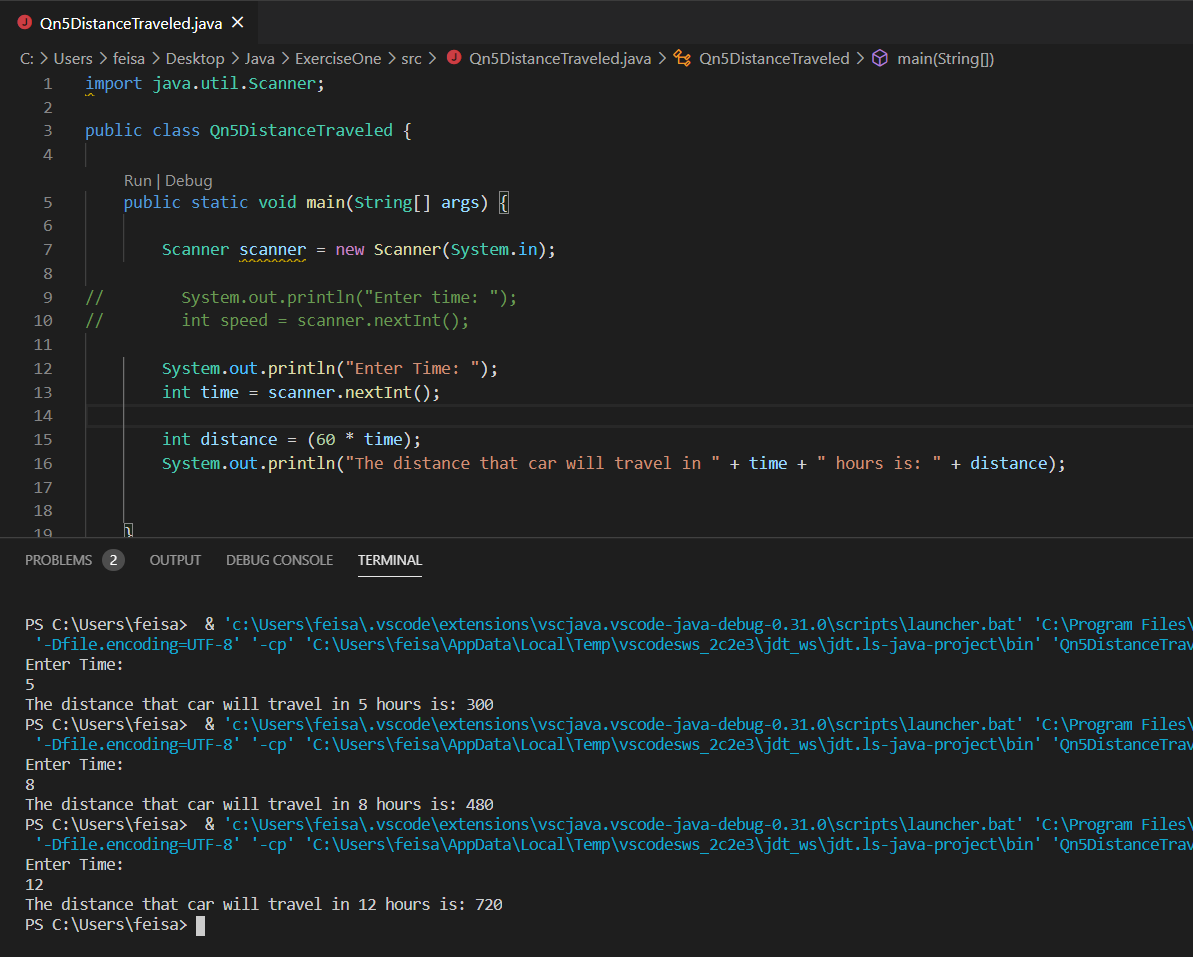 Qn5DistanceTraveled.java
C: > Users > feisa > Desktop > Java > ExerciseOne > src > Qn5DistanceTraveled.java > Qn5DistanceTraveled > main(String[])
1 import java.util.Scanner;
2
3 public class Qn5DistanceTraveled {
4
Run | Debug
5 public static void main(String[] args) {
6
7 Scanner scanner = new Scanner(System.in);
8
9 // System.out.println("Enter time: ");
10 // int speed = scanner.nextInt();
11
12 System.out.println("Enter Time: ");
13 int time = scanner.nextInt();
14
15 int distance = (60 * time);
16 System.out.println("The distance that car will travel in " + time + " hours is: " + distance);
17
18
19 }
PROBLEMS 2 OUTPUT DEBUG CONSOLE TERMINAL
PS C:\Users\feisa> & 'c:\Users\feisa\.vscode\extensions\vscjava.vscode-java-debug-0.31.0\scripts\launcher.bat' 'C:\Program Files\
'-Dfile.encoding=UTF-8' '-cp' 'C:\Users\feisa\AppData\Local\Temp\vscodesws_2c2e3\jdt_ws\jdt.ls-java-project\bin' 'Qn5DistanceTrav
Enter Time:
5
The distance that car will travel in 5 hours is: 300
PS C:\Users\feisa> & 'c:\Users\feisa\.vscode\extensions\vscjava.vscode-java-debug-0.31.0\scripts\launcher.bat' 'C:\Program Files\
'-Dfile.encoding=UTF-8' '-cp' 'C:\Users\feisa\AppData\Local\Temp\vscodesws_2c2e3\jdt_ws\jdt.ls-java-project\bin' 'Qn5DistanceTrav
Enter Time:
8
The distance that car will travel in 8 hours is: 480
PS C:\Users\feisa> & 'c:\Users\feisa\.vscode\extensions\vscjava.vscode-java-debug-0.31.0\scripts\launcher.bat' 'C:\Program Files\
'-Dfile.encoding=UTF-8' '-cp' 'C:\Users\feisa\AppData\Local\Temp\vscodesws_2c2e3\jdt_ws\jdt.ls-java-project\bin' 'Qn5DistanceTrav
Enter Time:
12
The distance that car will travel in 12 hours is: 720
PS C:\Users\feisa>